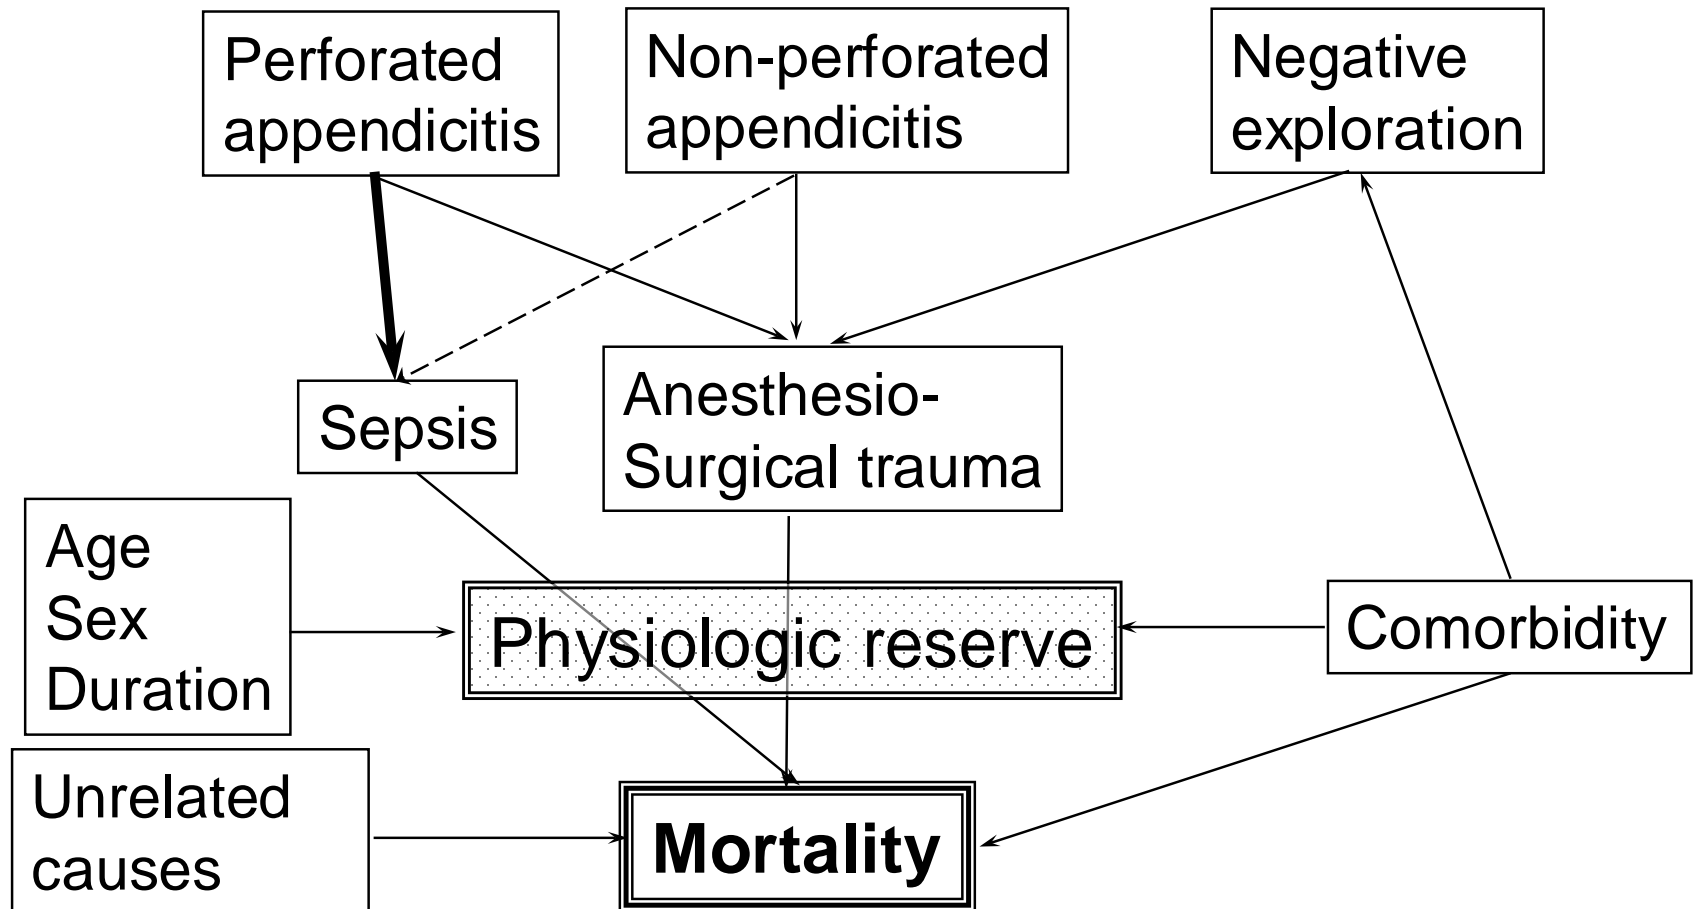 Perforated
appendicitis
Non-perforated
appendicitis
Negative
exploration
Sepsis
Anesthesio-
Surgical trauma
Age
Sex
Duration
Physiologic reserve
Comorbidity
Unrelated
causes
Mortality